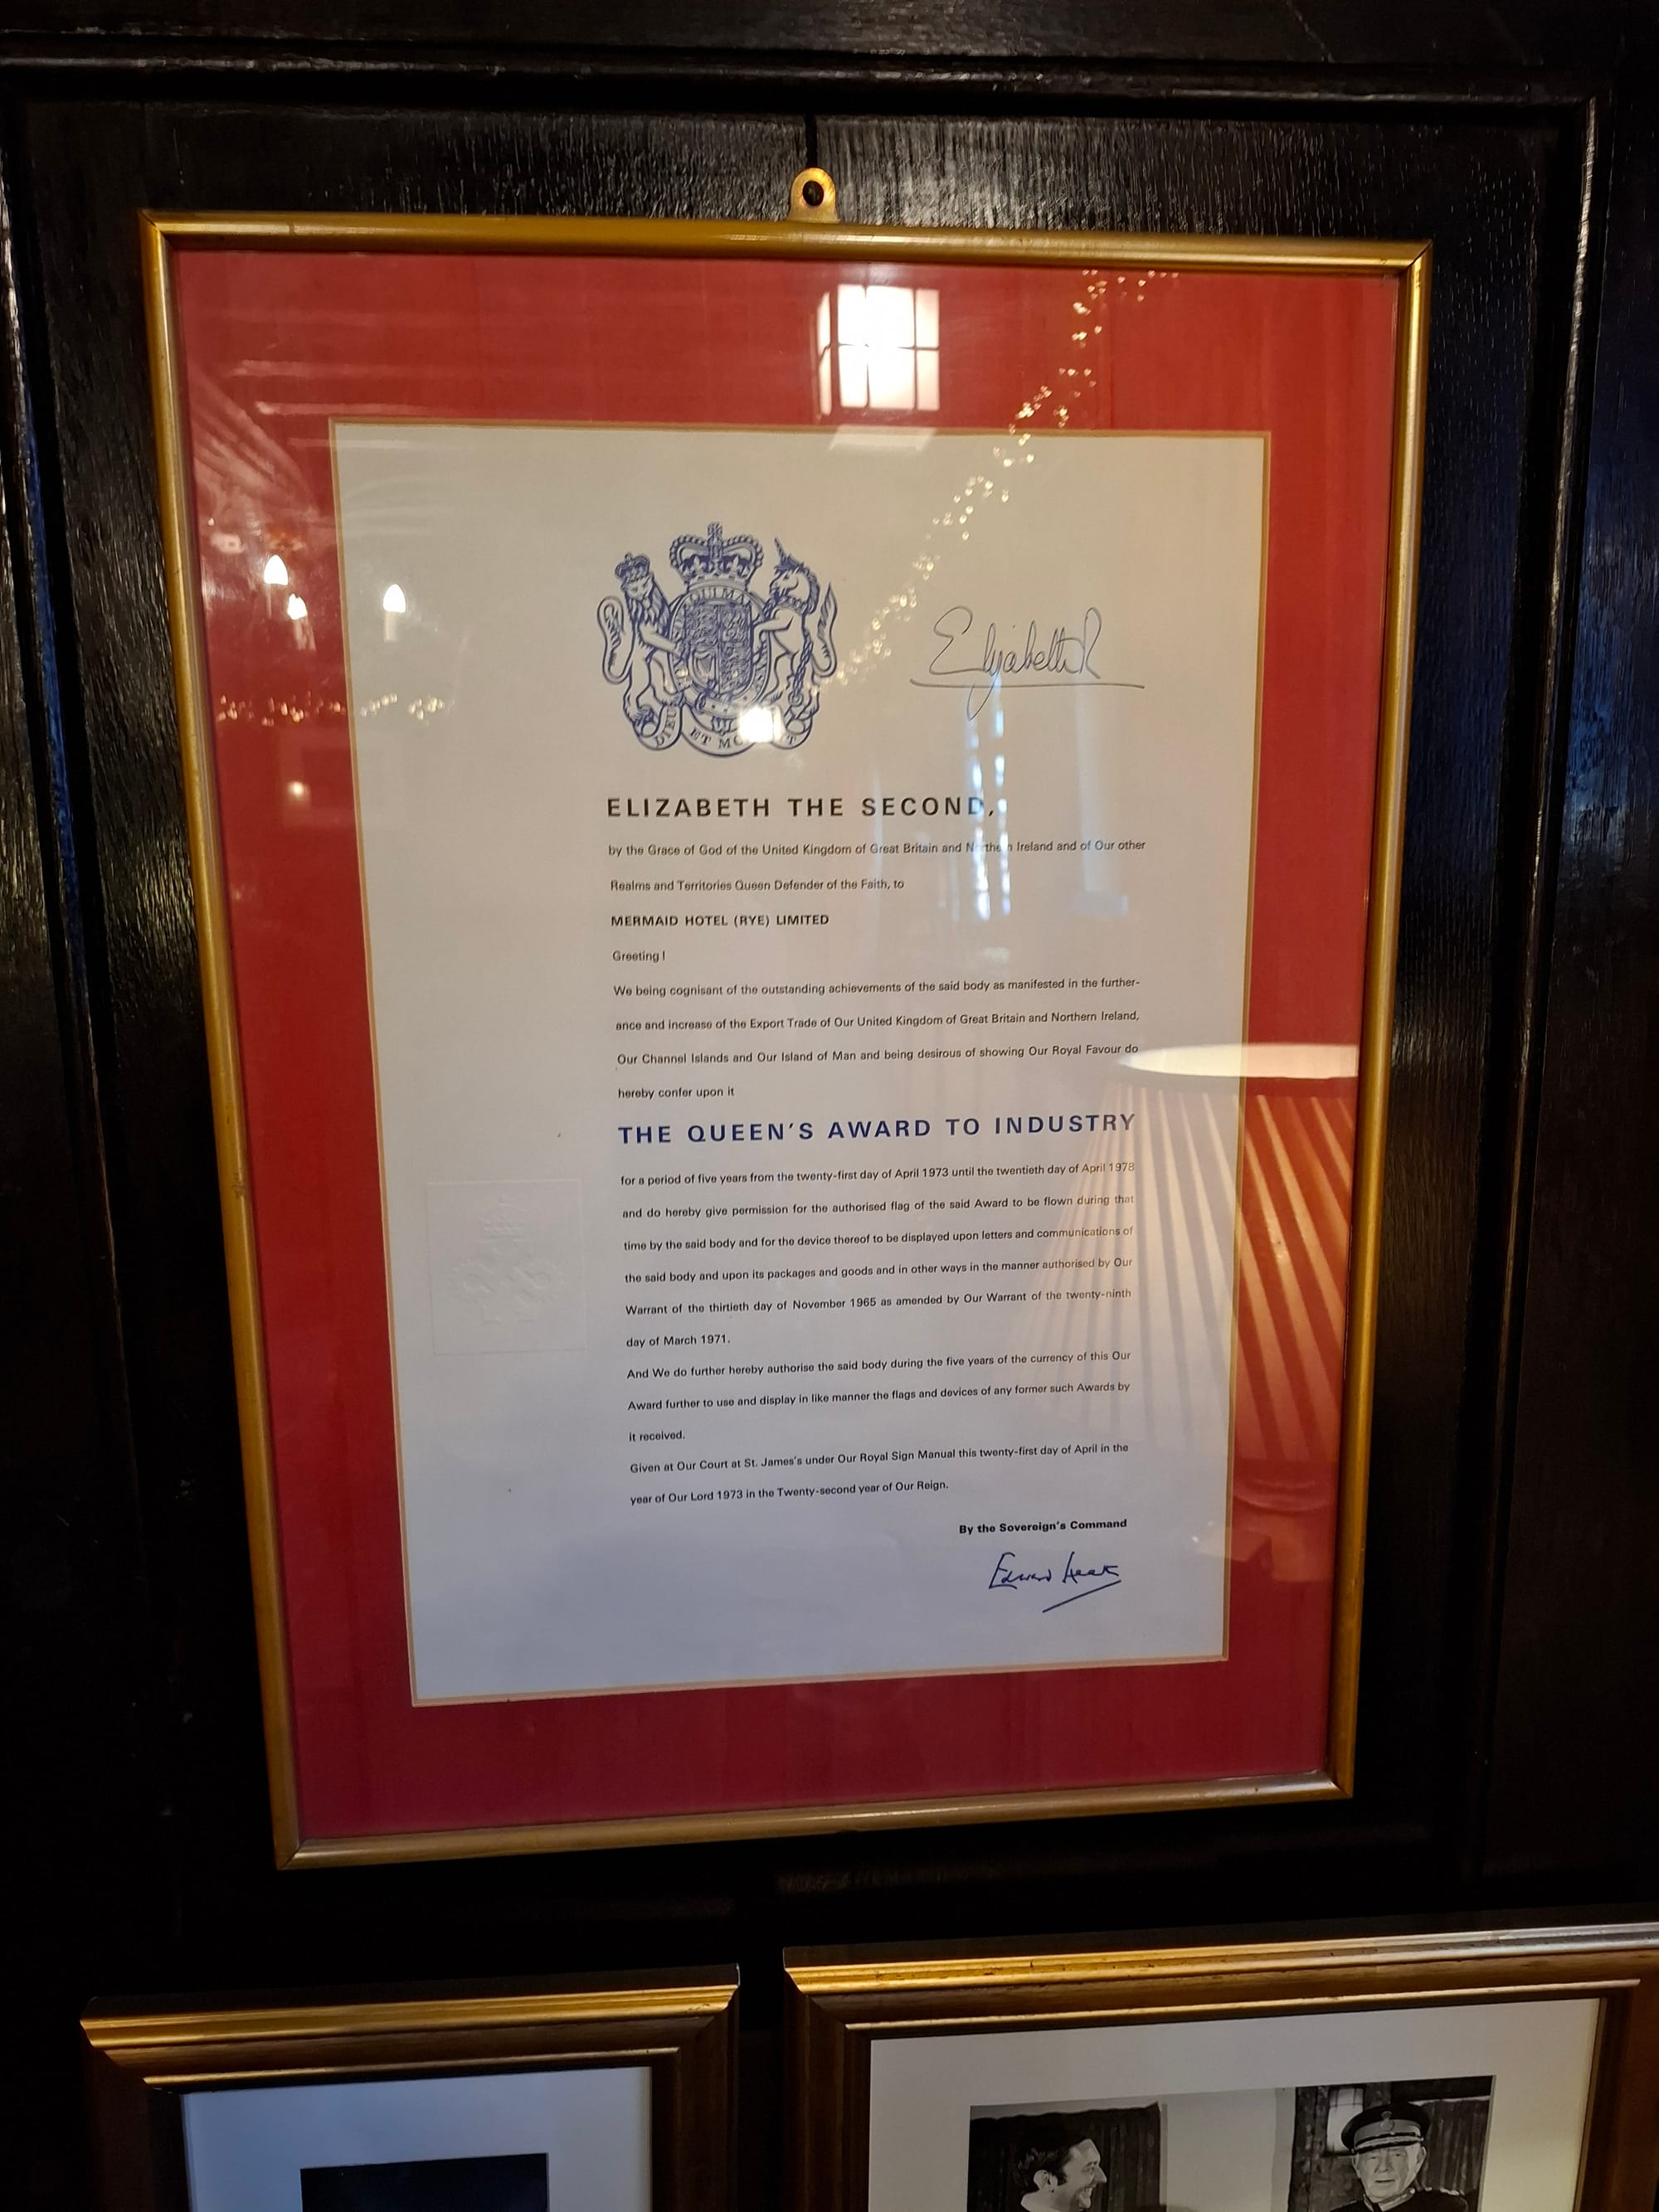 QUI MA
DIEU ET MO T
Elizabeth R
ELIZABETH THE SECOND,
by the Grace of God of the United Kingdom of Great Britain and Northern Ireland and of Our other
Realms and Territories Queen Defender of the Faith, to
MERMAID HOTEL (RYE) LIMITED
Greeting!
We being cognisant of the outstanding achievements of the said body as manifested in the further-
ance and increase of the Export Trade of Our United Kingdom of Great Britain and Northern Ireland,
Our Channel Islands and Our Island of Man and being desirous of showing Our Royal Favour do
hereby confer upon it
THE QUEEN'S AWARD TO INDUSTRY
for a period of five years from the twenty-first day of April 1973 until the twentieth day of April 1978
and do hereby give permission for the authorised flag of the said Award to be flown during that
time by the said body and for the device thereof to be displayed upon letters and communications of
the said body and upon its packages and goods and in other ways in the manner authorised by Our
Warrant of the thirtieth day of November 1965 as amended by Our Warrant of the twenty-ninth
day of March 1971.
And We do further hereby authorise the said body during the five years of the currency of this Our
Award further to use and display in like manner the flags and devices of any former such Awards by
it received.
Given at Our Court at St. James's under Our Royal Sign Manual this twenty-first day of April in the
year of Our Lord 1973 in the Twenty-second year of Our Reign.
By the Sovereign's Command
Edward Heath